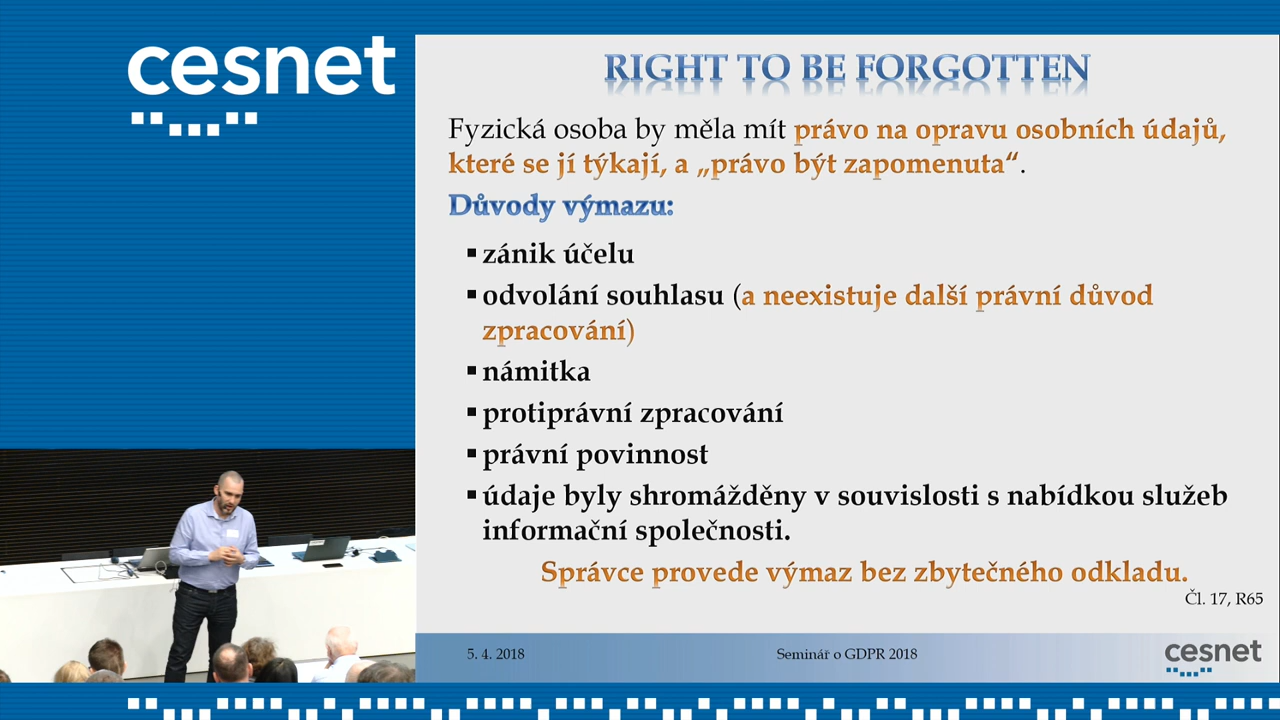 cesnet
RIGHT TO BE FORGOTTEN
Fyzická osoba by měla mít právo na opravu osobních údajů,
které se jí týkají, a „právo být zapomenuta“.
Důvody výmazu:
▪ zánik účelu
▪ odvolání souhlasu (a neexistuje další právní důvod
zpracování)
▪ námitka
▪ protiprávní zpracování
▪ právní povinnost
▪ údaje byly shromážděny v souvislosti s nabídkou služeb
informační společnosti.
Správce provede výmaz bez zbytečného odkladu.
Čl. 17, R65
5. 4. 2018
Seminář o GDPR 2018
cesnet